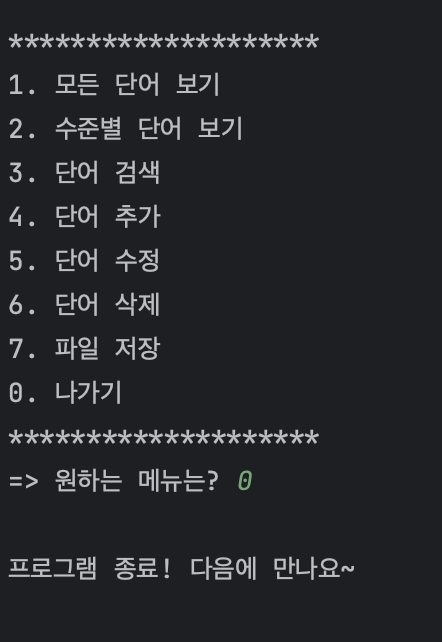 ********************
1. 모든 단어 보기
2. 수준별 단어 보기
3. 단어 검색
4. 단어 추가
5. 단어 수정
6. 단어 삭제
7. 파일 저장
0. 나가기
********************
=> 원하는 메뉴는? 0
프로그램 종료! 다음에 만나요~